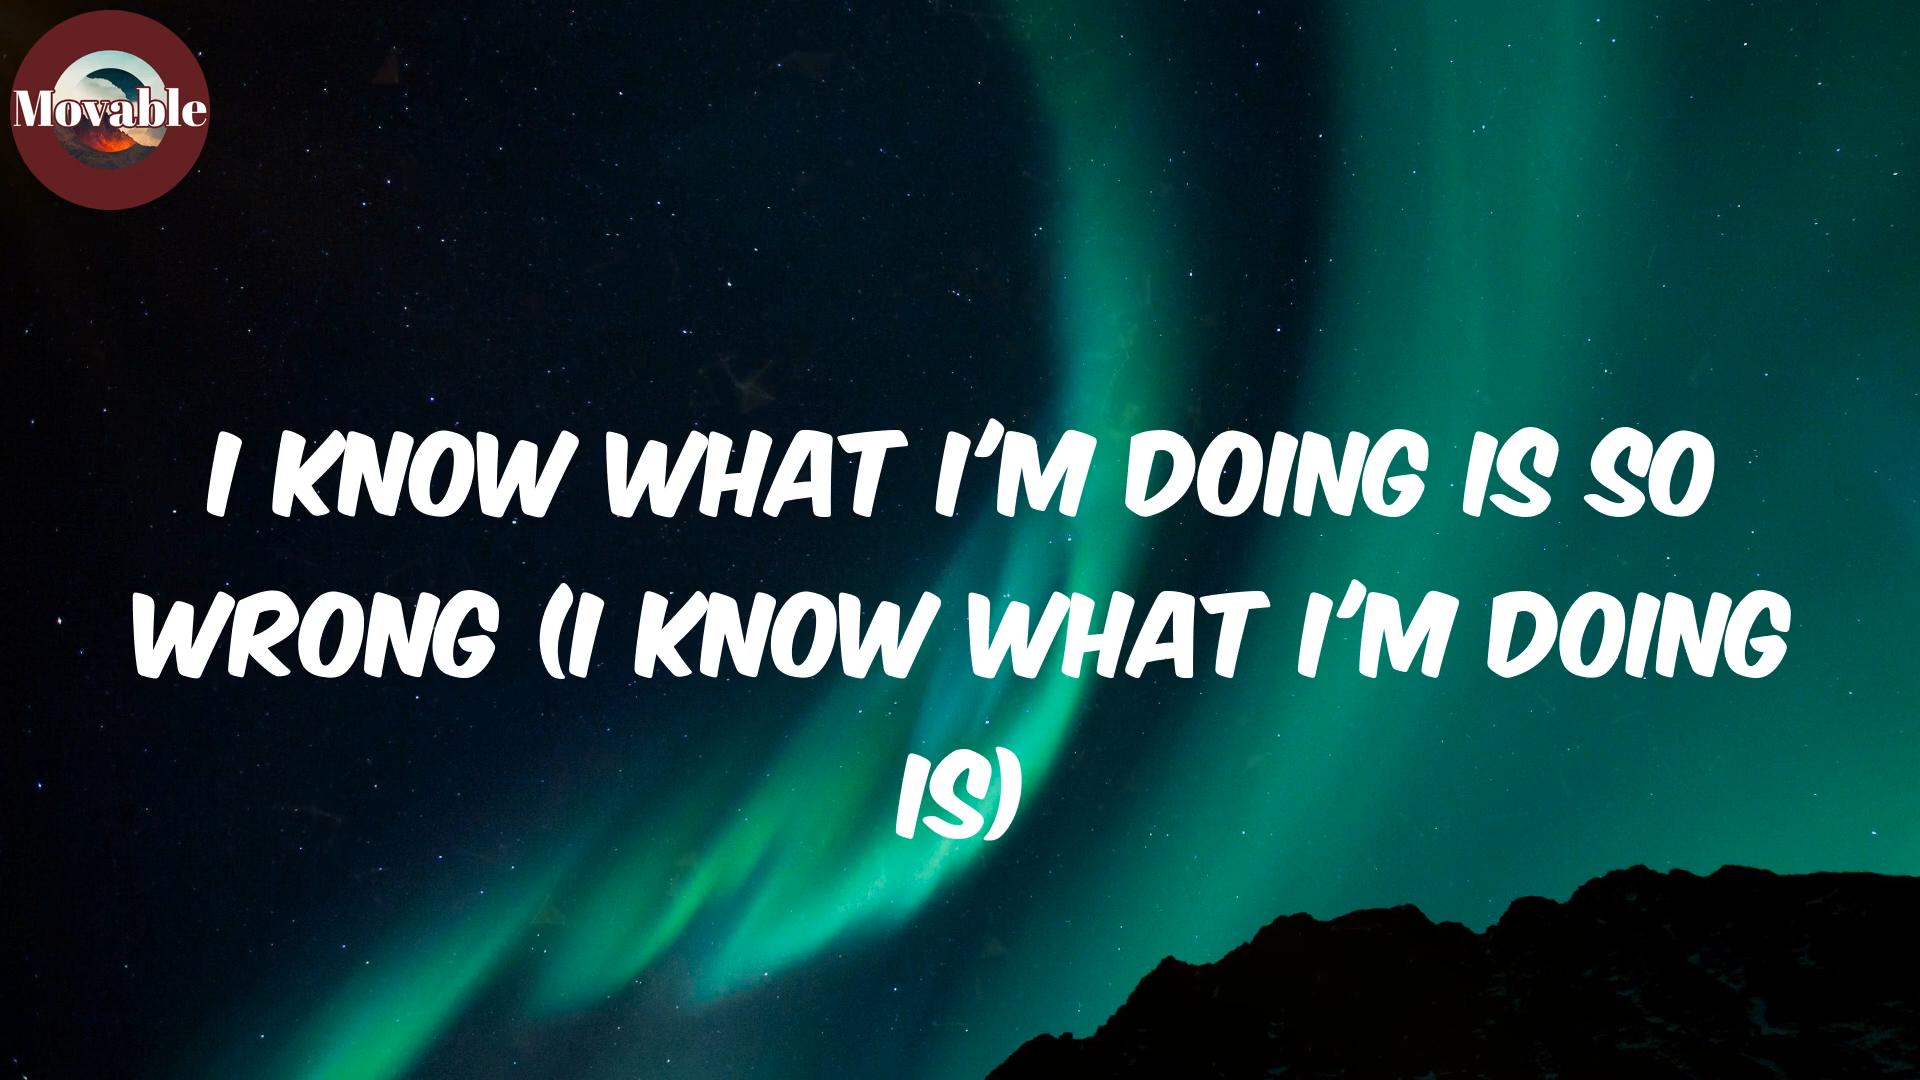 Movable
I KNOW WHAT I'M DOING IS SO
WRONG (I KNOW WHAT I'M DOING
IS)